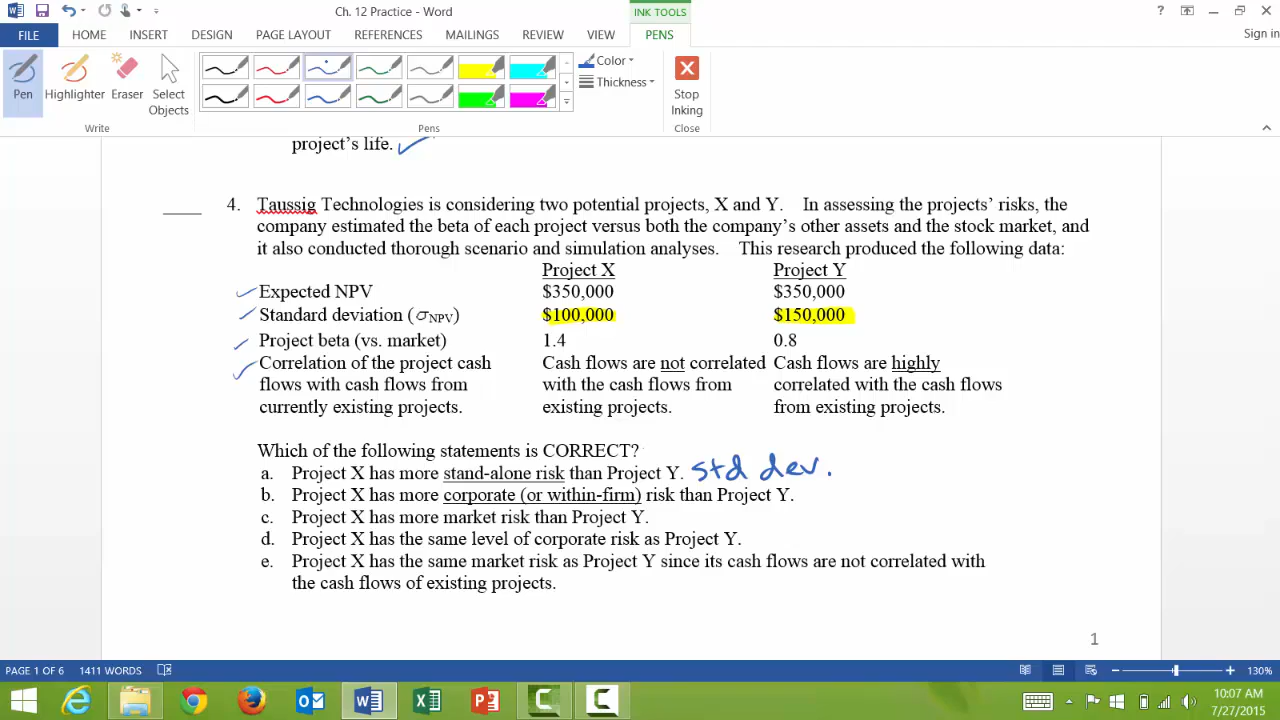 Ch. 12 Practice - Word
INK TOOLS
?
FILE HOME INSERT DESIGN PAGE LAYOUT REFERENCES MAILINGS REVIEW VIEW PENS
Sign in
Pen Highlighter Eraser Select Objects
Color
Thickness
Stop Inking
Write Pens Close
project's life.
____ 4. Taussig Technologies is considering two potential projects, X and Y. In assessing the projects' risks, the
company estimated the beta of each project versus both the company's other assets and the stock market, and
it also conducted thorough scenario and simulation analyses. This research produced the following data:
Project X Project Y
Expected NPV $350,000 $350,000
Standard deviation (σNPV) $100,000 $150,000
Project beta (vs. market) 1.4 0.8
Correlation of the project cash Cash flows are not correlated Cash flows are highly
flows with cash flows from with the cash flows from correlated with the cash flows
currently existing projects. existing projects. from existing projects.
Which of the following statements is CORRECT?
a. Project X has more stand-alone risk than Project Y. std dev.
b. Project X has more corporate (or within-firm) risk than Project Y.
c. Project X has more market risk than Project Y.
d. Project X has the same level of corporate risk as Project Y.
e. Project X has the same market risk as Project Y since its cash flows are not correlated with
the cash flows of existing projects.
1
PAGE 1 OF 6 1411 WORDS 130%
10:07 AM
7/27/2015